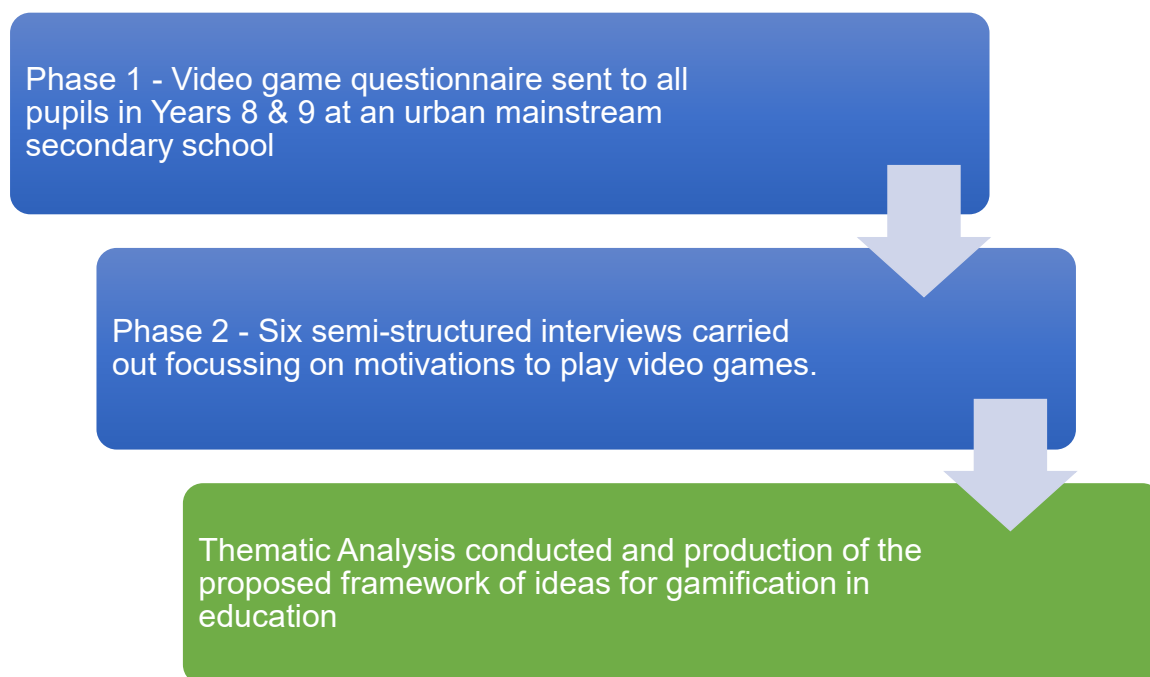 Phase 1 - Video game questionnaire sent to all
pupils in Years 8 & 9 at an urban mainstream
secondary school
Phase 2 - Six semi-structured interviews carried
out focussing on motivations to play video games.
Thematic Analysis conducted and production of the
proposed framework of ideas for gamification in
education